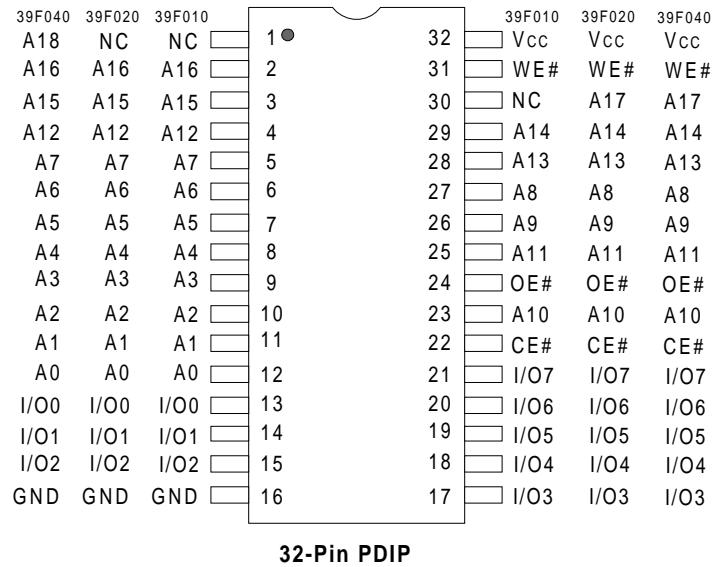 39F040 39F020 39F010 39F010 39F020 39F040
A18 NC NC 1 32 Vcc Vcc Vcc
A16 A16 A16 2 31 WE# WE# WE#
A15 A15 A15 3 30 NC A17 A17
A12 A12 A12 4 29 A14 A14 A14
A7 A7 A7 5 28 A13 A13 A13
A6 A6 A6 6 27 A8 A8 A8
A5 A5 A5 7 26 A9 A9 A9
A4 A4 A4 8 25 A11 A11 A11
A3 A3 A3 9 24 OE# OE# OE#
A2 A2 A2 10 23 A10 A10 A10
A1 A1 A1 11 22 CE# CE# CE#
A0 A0 A0 12 21 I/O7 I/O7 I/O7
I/O0 I/O0 I/O0 13 20 I/O6 I/O6 I/O6
I/O1 I/O1 I/O1 14 19 I/O5 I/O5 I/O5
I/O2 I/O2 I/O2 15 18 I/O4 I/O4 I/O4
GND GND GND 16 17 I/O3 I/O3 I/O3
32-Pin PDIP